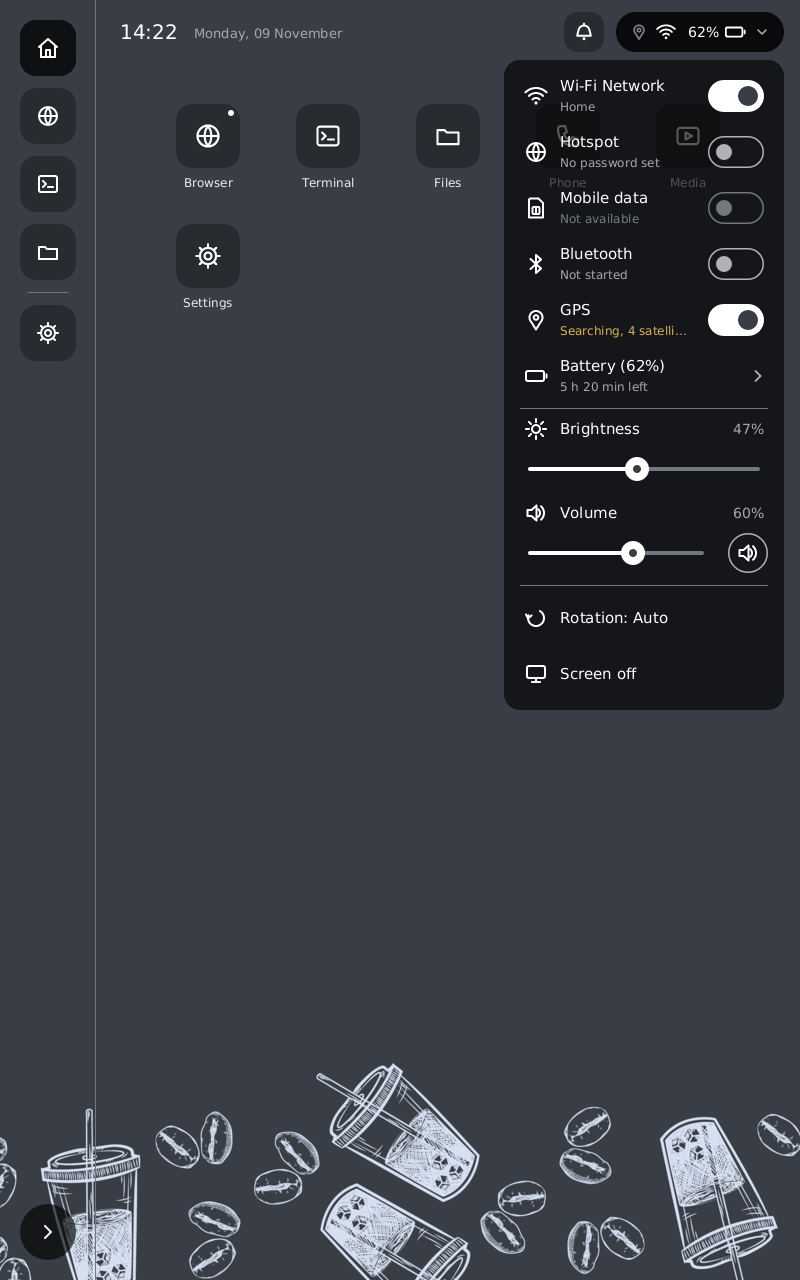 14:22 Monday, 09 November
62%
Browser
Terminal
Files
Phone
Media
Settings
Wi-Fi Network
Home
Hotspot
No password set
Mobile data
Not available
Bluetooth
Not started
GPS
Searching, 4 satelli...
Battery (62%)
5 h 20 min left
Brightness 47%
Volume 60%
Rotation: Auto
Screen off